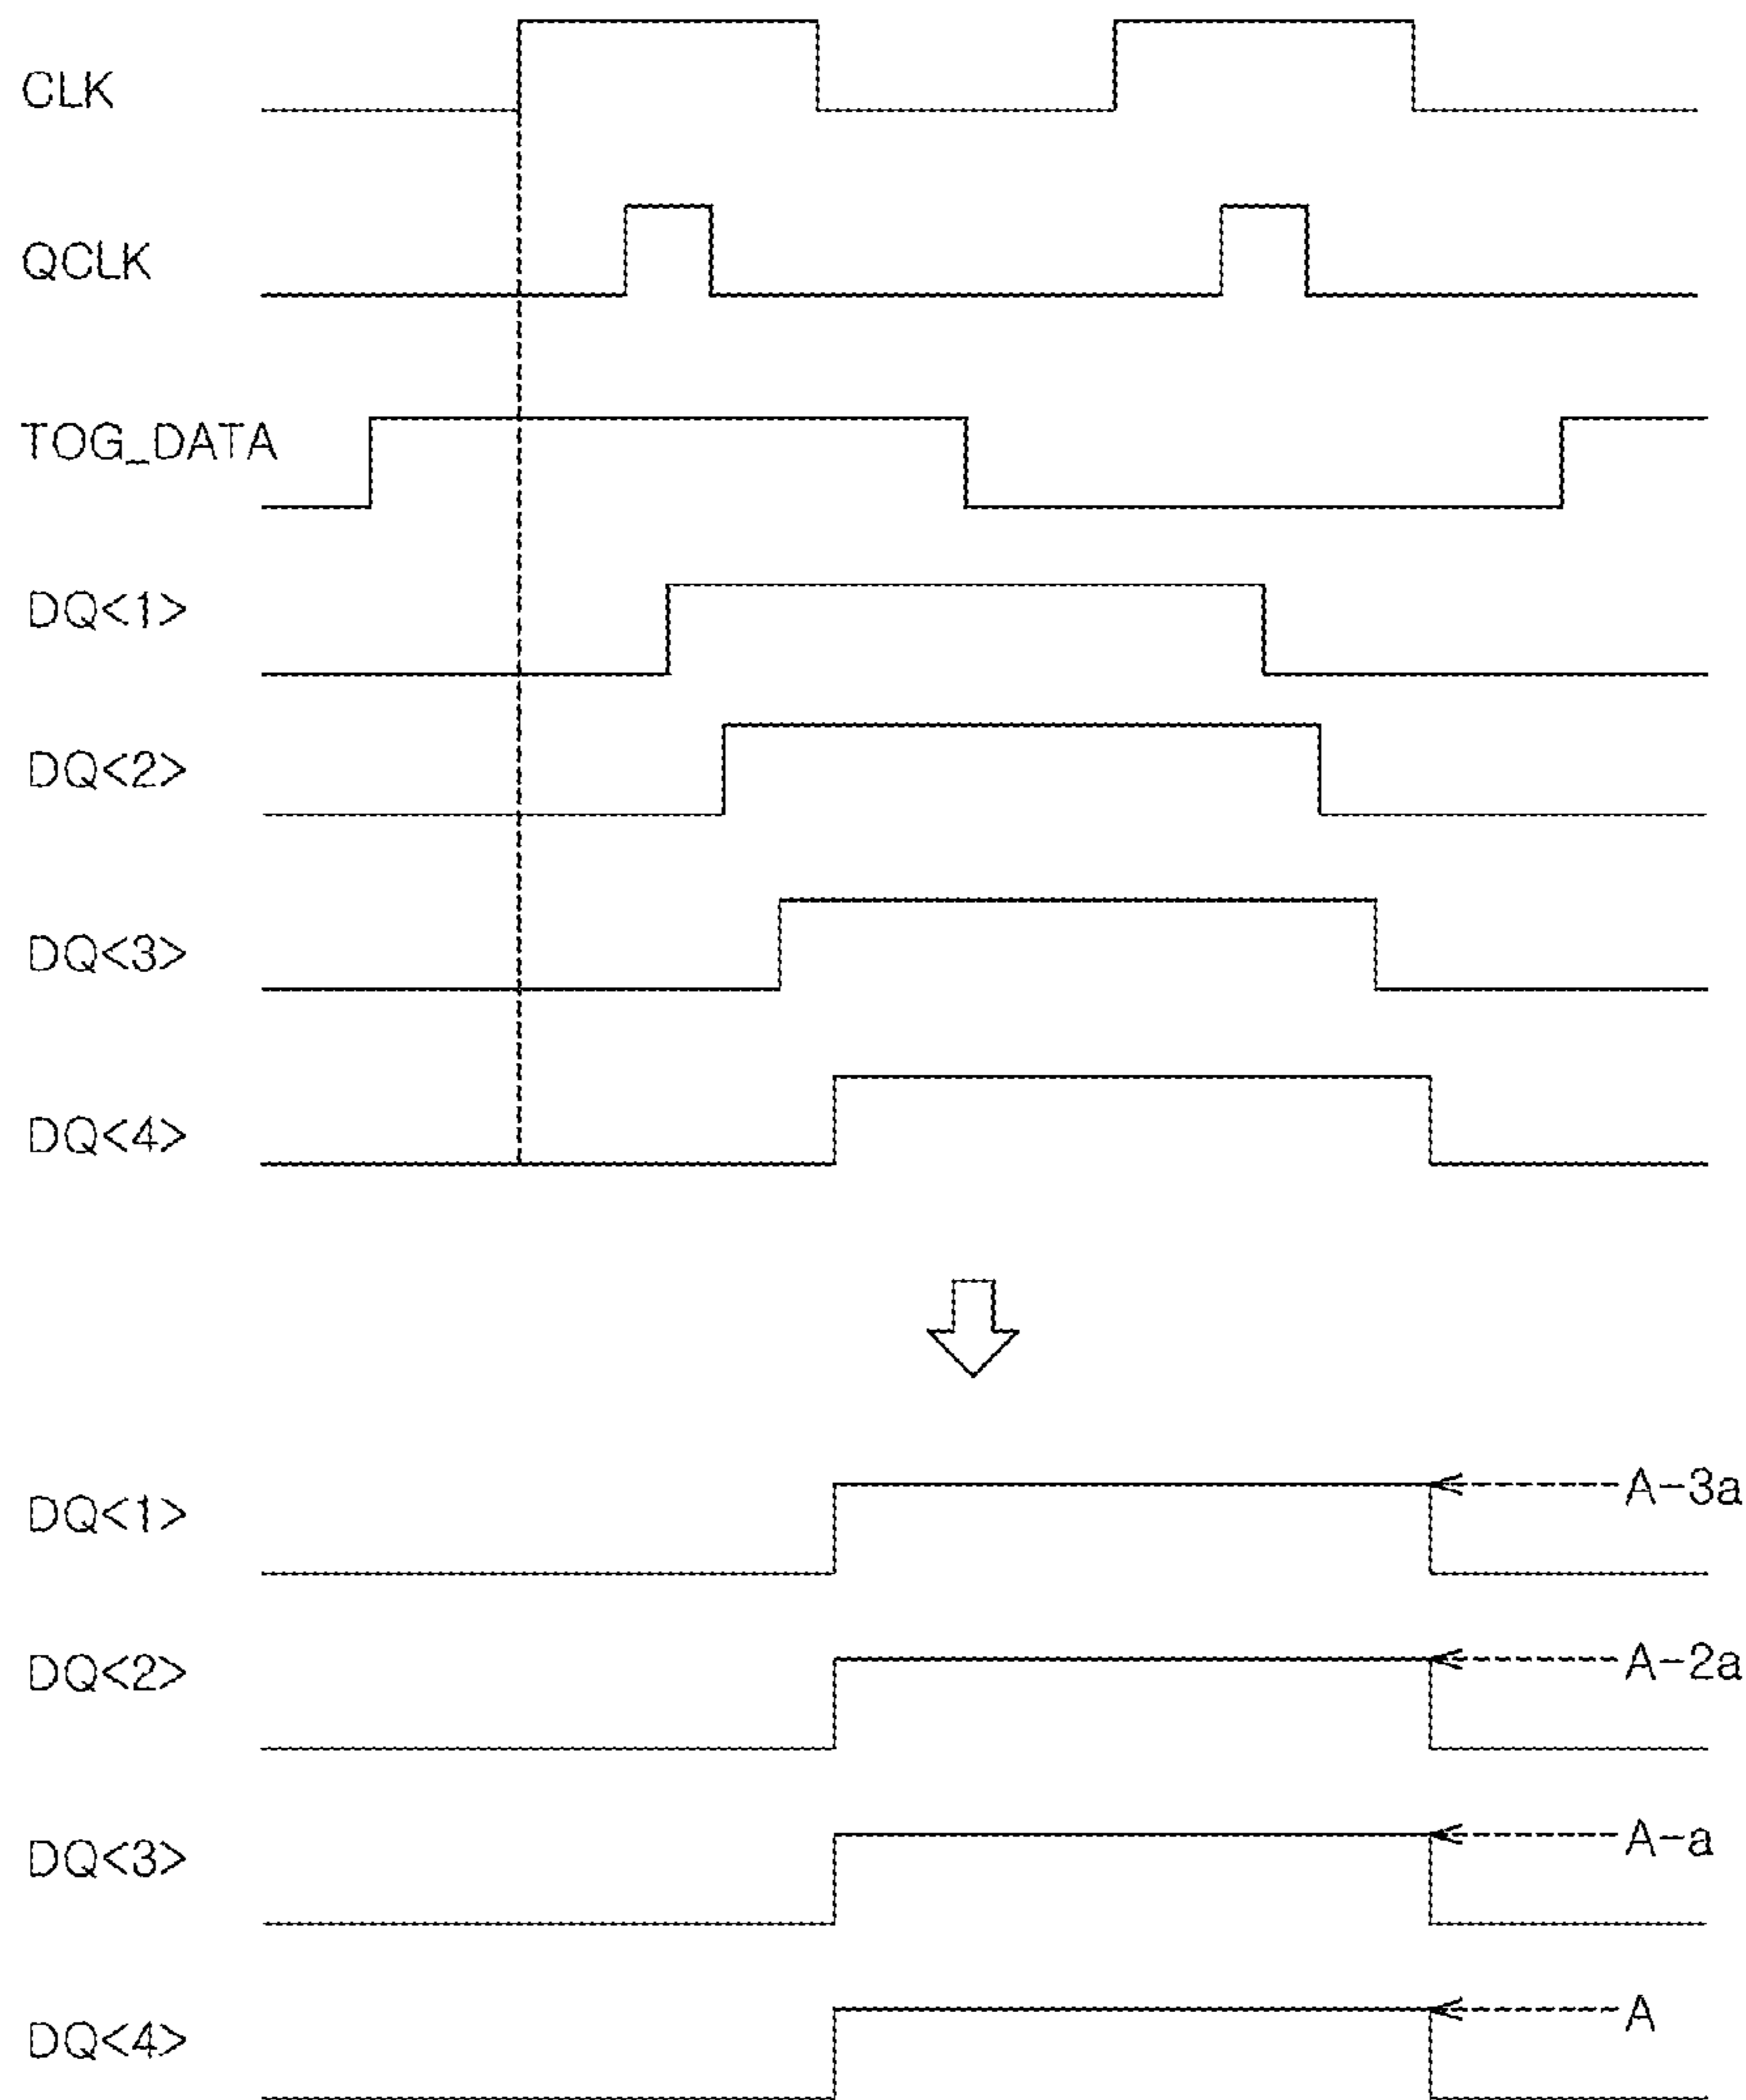 CLK
QCLK
TOG_DATA
DQ<1>
DQ<2>
DQ<3>
DQ<4>
DQ<1> A-3a
DQ<2> A-2a
DQ<3> A-a
DQ<4> A